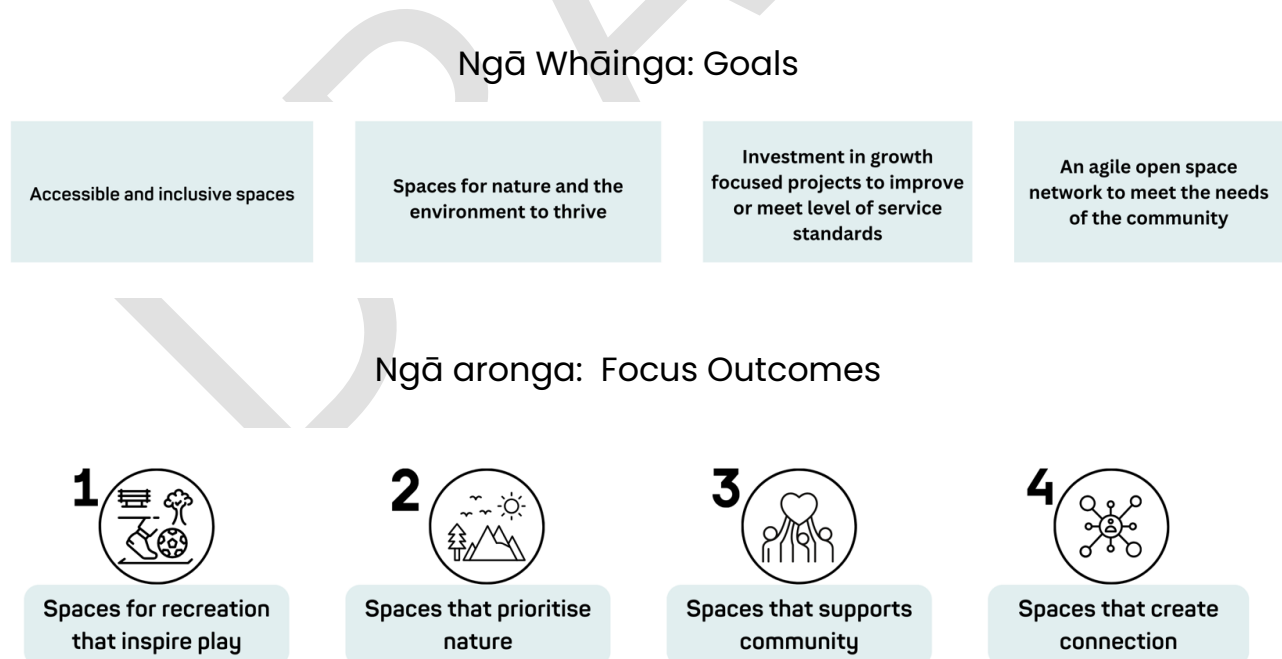 Ngā Whāinga: Goals
Accessible and inclusive spaces
Spaces for nature and the
environment to thrive
Investment in growth
focused projects to improve
or meet level of service
standards
An agile open space
network to meet the needs
of the community
Ngā aronga: Focus Outcomes
1
Spaces for recreation
that inspire play
2
Spaces that prioritise
nature
3
Spaces that supports
community
4
Spaces that create
connection